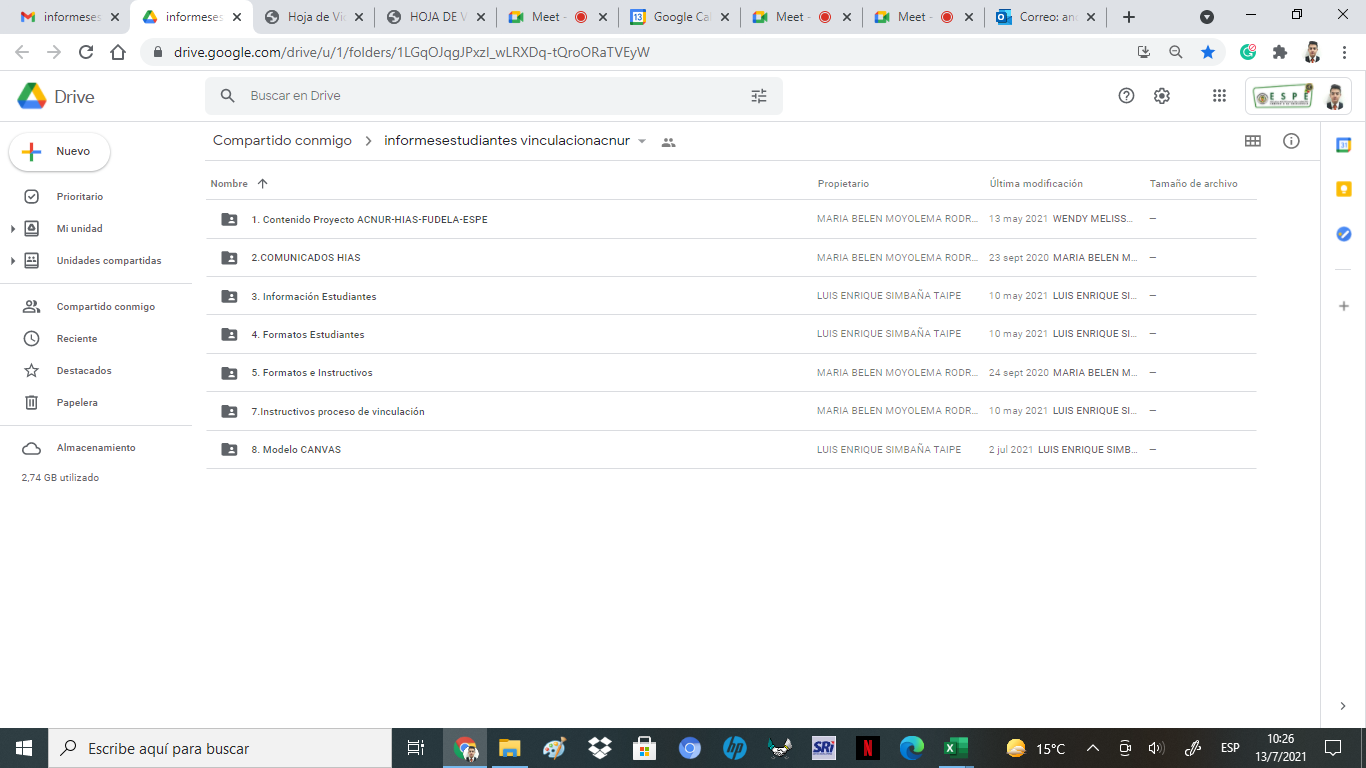 informeses
informeses
Hoja de Vic
HOJA DE V
Meet -
Google Cal
Meet -
Meet -
Correo: an
drive.google.com/drive/u/1/folders/1LGqOJqgJPxzI_wLRXDq-tQroORaTVEyW
Drive
Buscar en Drive
ESPE
Nuevo
Compartido conmigo > informesestudiantes vinculacionacnur
Prioritario
Mi unidad
Unidades compartidas
Compartido conmigo
Reciente
Destacados
Papelera
Almacenamiento
2,74 GB utilizado
Nombre Propietario Última modificación Tamaño de archivo
1. Contenido Proyecto ACNUR-HIAS-FUDELA-ESPE MARIA BELEN MOYOLEMA RODR... 13 may 2021 WENDY MELISS... —
2.COMUNICADOS HIAS MARIA BELEN MOYOLEMA RODR... 23 sept 2020 MARIA BELEN M... —
3. Información Estudiantes LUIS ENRIQUE SIMBAÑA TAIPE 10 may 2021 LUIS ENRIQUE SI... —
4. Formatos Estudiantes LUIS ENRIQUE SIMBAÑA TAIPE 10 may 2021 LUIS ENRIQUE SI... —
5. Formatos e Instructivos MARIA BELEN MOYOLEMA RODR... 24 sept 2020 MARIA BELEN M... —
7.Instructivos proceso de vinculación MARIA BELEN MOYOLEMA RODR... 10 may 2021 LUIS ENRIQUE SI... —
8. Modelo CANVAS LUIS ENRIQUE SIMBAÑA TAIPE 2 jul 2021 LUIS ENRIQUE SIMB... —
Escribe aquí para buscar
SRi
N
15°C
ESP
10:26
13/7/2021